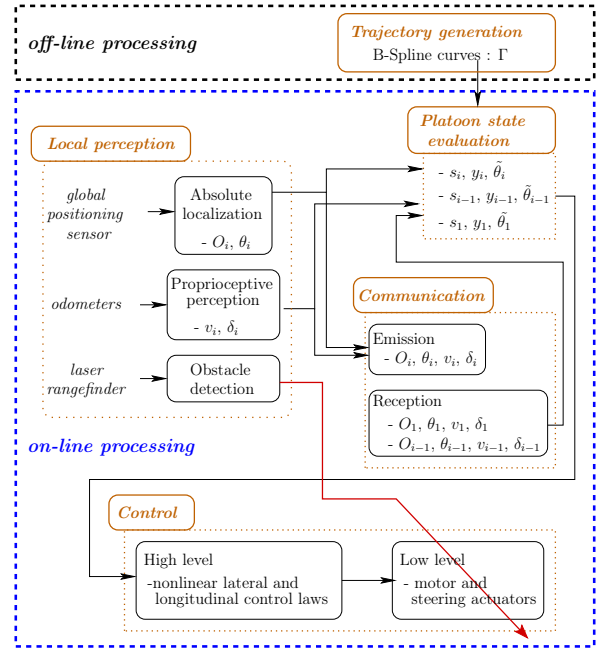 off-line processing
Trajectory generation
B-Spline curves : Γ
Platoon state
evaluation
- s_i, y_i, θ̃_i
- s_{i−1}, y_{i−1}, θ̃_{i−1}
- s_1, y_1, θ̃_1
Local perception
global
positioning
sensor
Absolute
localization
- O_i, θ_i
odometers
Proprioceptive
perception
- v_i, δ_i
laser
rangefinder
Obstacle
detection
Communication
Emission
- O_i, θ_i, v_i, δ_i
Reception
- O_1, θ_1, v_1, δ_1
- O_{i−1}, θ_{i−1}, v_{i−1}, δ_{i−1}
on-line processing
Control
High level
-nonlinear lateral and
longitudinal control laws
Low level
- motor and
steering actuators